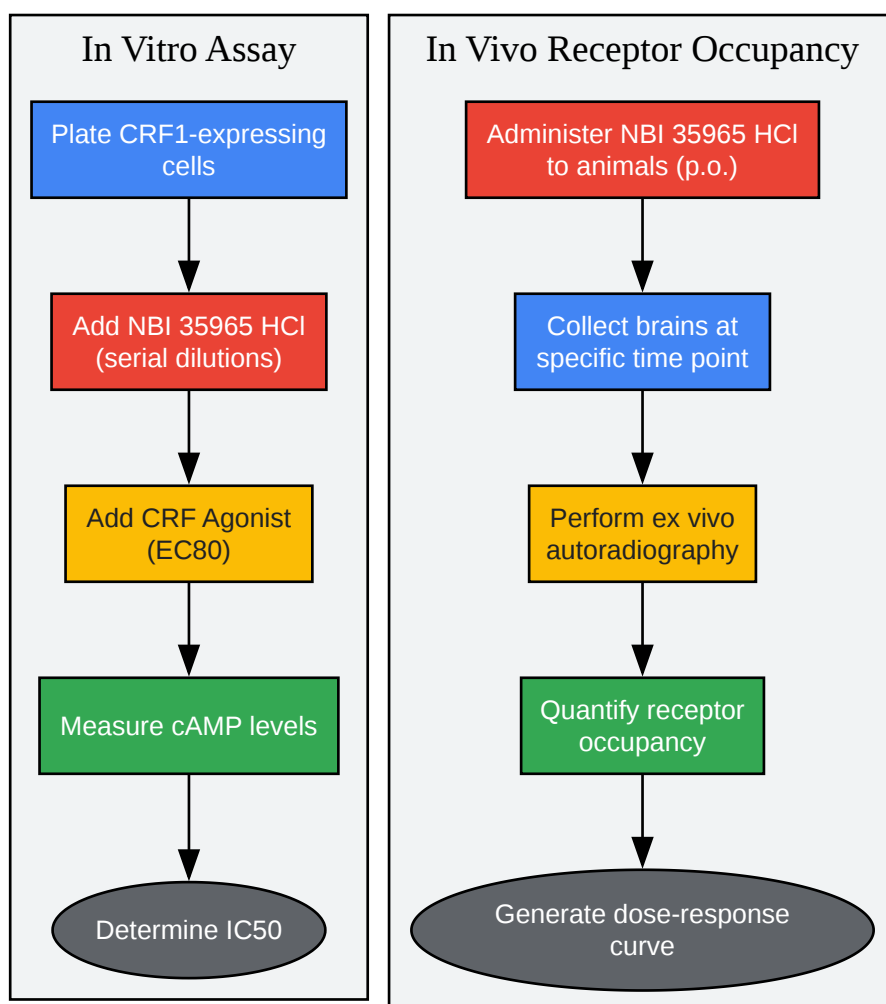 In Vitro Assay
Plate CRF1-expressing
cells
Add NBI 35965 HCl
(serial dilutions)
Add CRF Agonist
(EC80)
Measure cAMP levels
Determine IC50
In Vivo Receptor Occupancy
Administer NBI 35965 HCl
to animals (p.o.)
Collect brains at
specific time point
Perform ex vivo
autoradiography
Quantify receptor
occupancy
Generate dose-response
curve